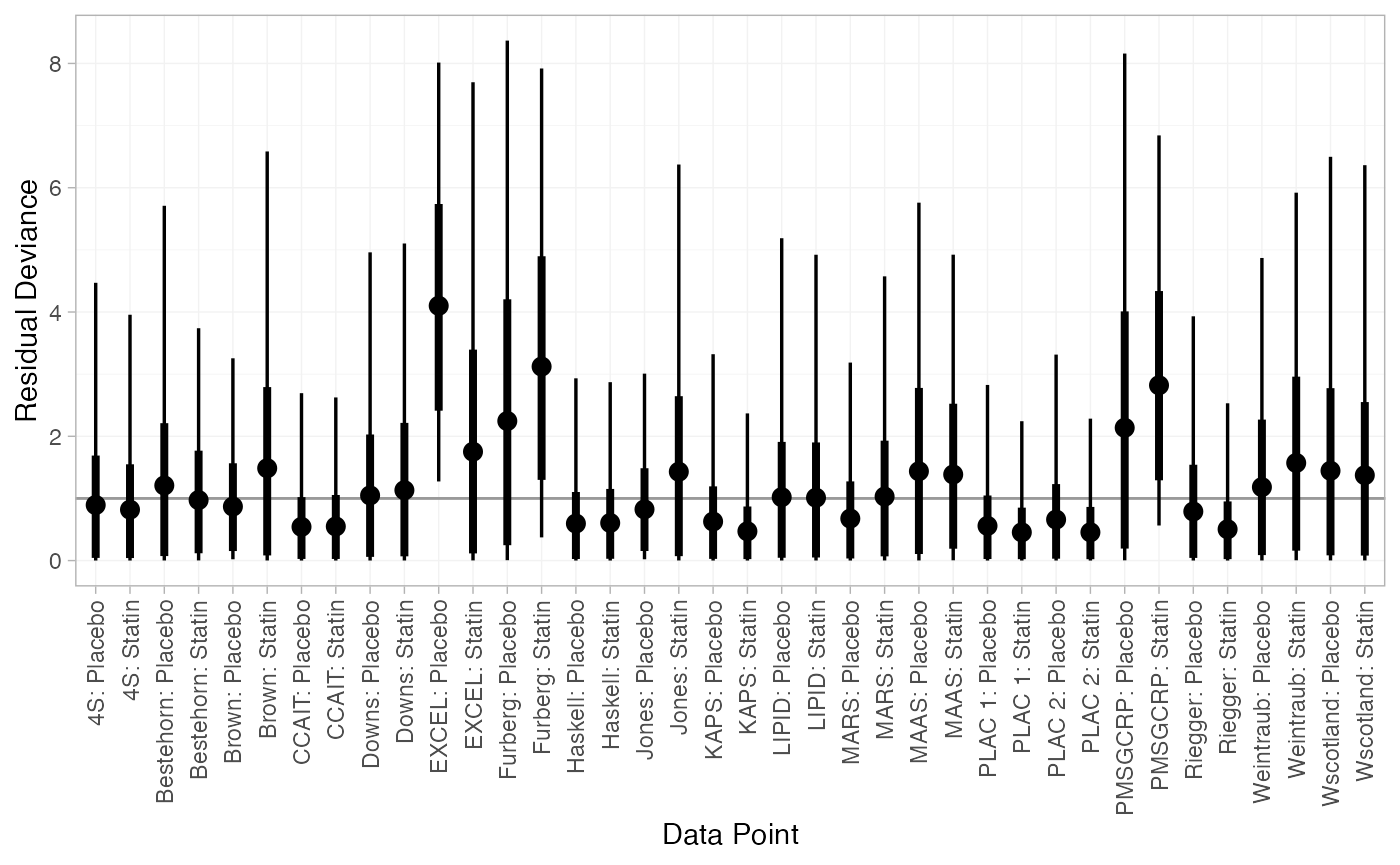 Residual Deviance
8
6
4
2
0
4S: Placebo
4S: Statin
Bestehorn: Placebo
Bestehorn: Statin
Brown: Placebo
Brown: Statin
CCAIT: Placebo
CCAIT: Statin
Downs: Placebo
Downs: Statin
EXCEL: Placebo
EXCEL: Statin
Furberg: Placebo
Furberg: Statin
Haskell: Placebo
Haskell: Statin
Jones: Placebo
Jones: Statin
KAPS: Placebo
KAPS: Statin
LIPID: Placebo
LIPID: Statin
MARS: Placebo
MARS: Statin
MAAS: Placebo
MAAS: Statin
PLAC 1: Placebo
PLAC 1: Statin
PLAC 2: Placebo
PLAC 2: Statin
PMSGCRP: Placebo
PMSGCRP: Statin
Riegger: Placebo
Riegger: Statin
Weintraub: Placebo
Weintraub: Statin
Wscotland: Placebo
Wscotland: Statin
Data Point